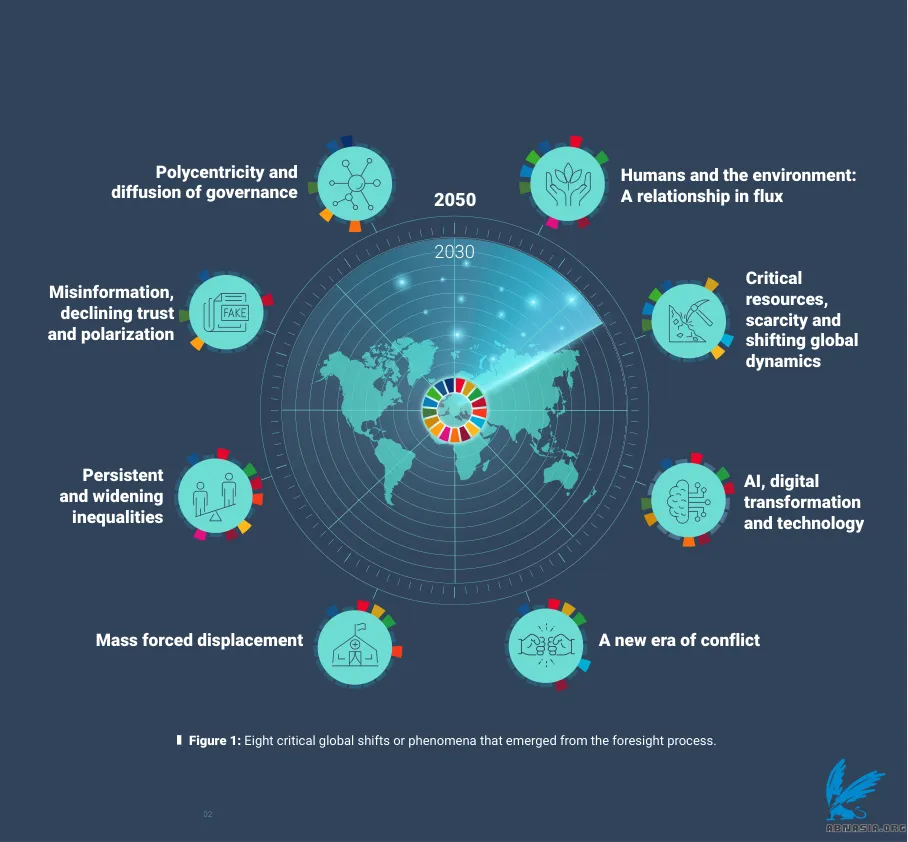 Polycentricity and
diffusion of governance
2050
Humans and the environment:
A relationship in flux
2030
Misinformation,
declining trust
and polarization
FAKE
Critical
resources,
scarcity and
shifting global
dynamics
Persistent
and widening
inequalities
AI, digital
transformation
and technology
Mass forced displacement
A new era of conflict
Figure 1: Eight critical global shifts or phenomena that emerged from the foresight process.
02
ABNASIA.ORG